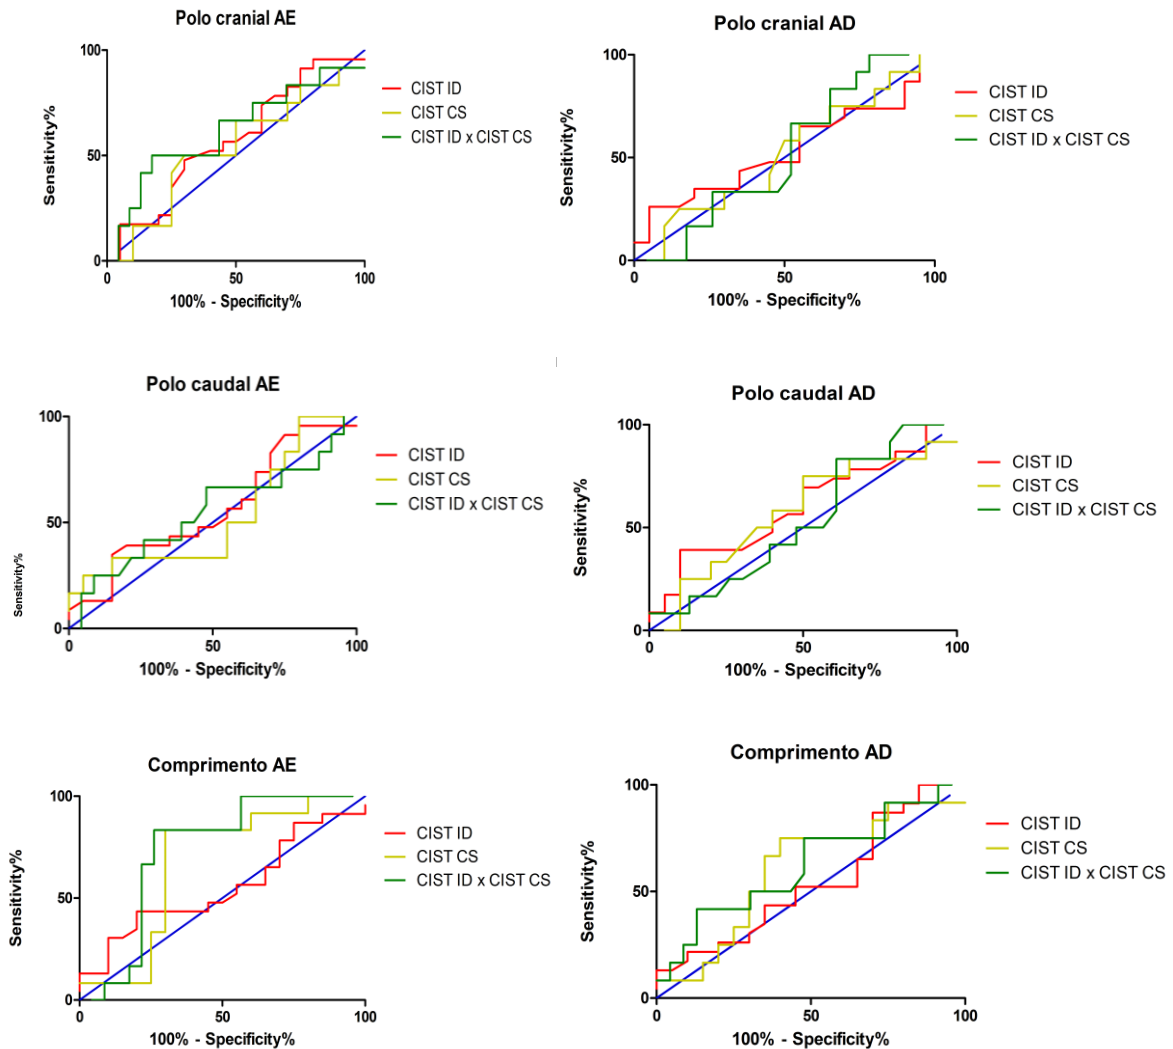 Polo cranial AE
100
50
0
0
50
100
Sensitivity%
100% - Specificity%
CIST ID
CIST CS
CIST ID x CIST CS
Polo cranial AD
100
50
0
0
50
100
Sensitivity%
100% - Specificity%
CIST ID
CIST CS
CIST ID x CIST CS
Polo caudal AE
100
50
0
0
50
100
Sensitivity%
100% - Specificity%
CIST ID
CIST CS
CIST ID x CIST CS
Polo caudal AD
100
50
0
0
50
100
Sensitivity%
100% - Specificity%
CIST ID
CIST CS
CIST ID x CIST CS
Comprimento AE
100
50
0
0
50
100
Sensitivity%
100% - Specificity%
CIST ID
CIST CS
CIST ID x CIST CS
Comprimento AD
100
50
0
0
50
100
Sensitivity%
100% - Specificity%
CIST ID
CIST CS
CIST ID x CIST CS